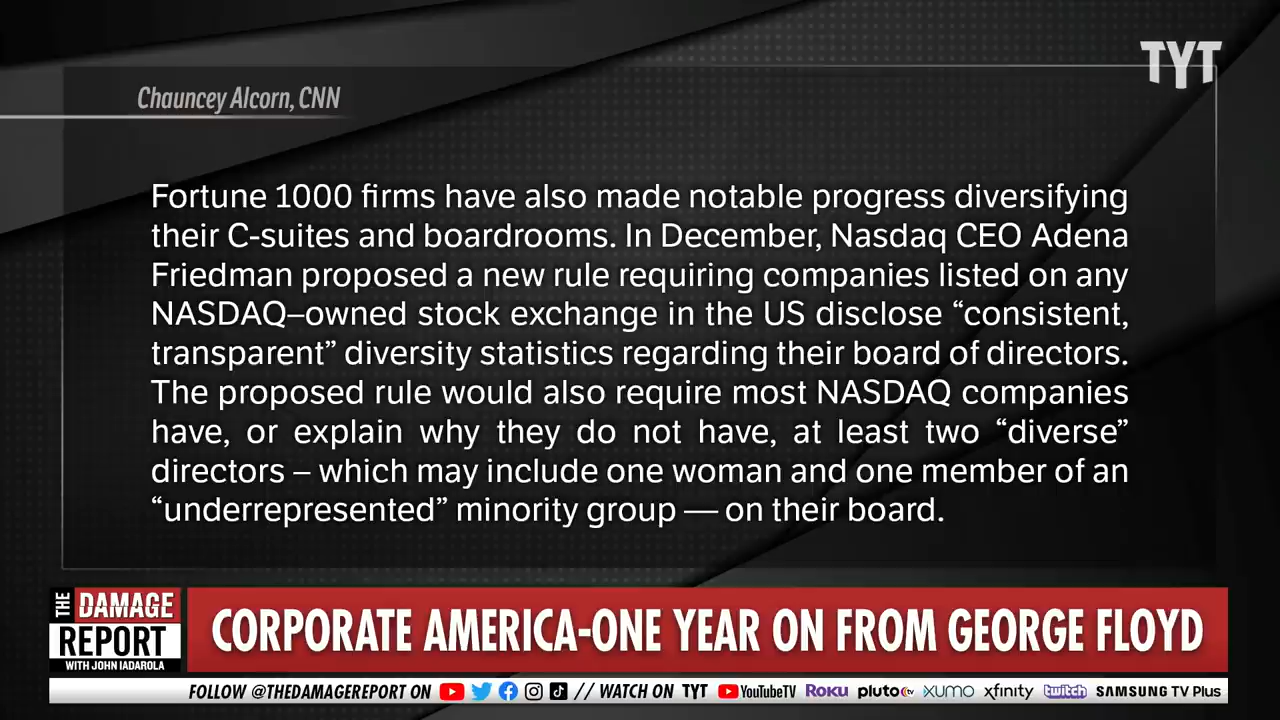 TYT
Chauncey Alcorn, CNN
Fortune 1000 firms have also made notable progress diversifying
their C-suites and boardrooms. In December, Nasdaq CEO Adena
Friedman proposed a new rule requiring companies listed on any
NASDAQ–owned stock exchange in the US disclose “consistent,
transparent” diversity statistics regarding their board of directors.
The proposed rule would also require most NASDAQ companies
have, or explain why they do not have, at least two “diverse”
directors – which may include one woman and one member of an
“underrepresented” minority group — on their board.
THE DAMAGE
REPORT
WITH JOHN IADAROLA
CORPORATE AMERICA-ONE YEAR ON FROM GEORGE FLOYD
FOLLOW @THEDAMAGEREPORT ON // WATCH ON TYT YouTubeTV ROKU pluto tv XUMO xfinity twitch SAMSUNG TV Plus